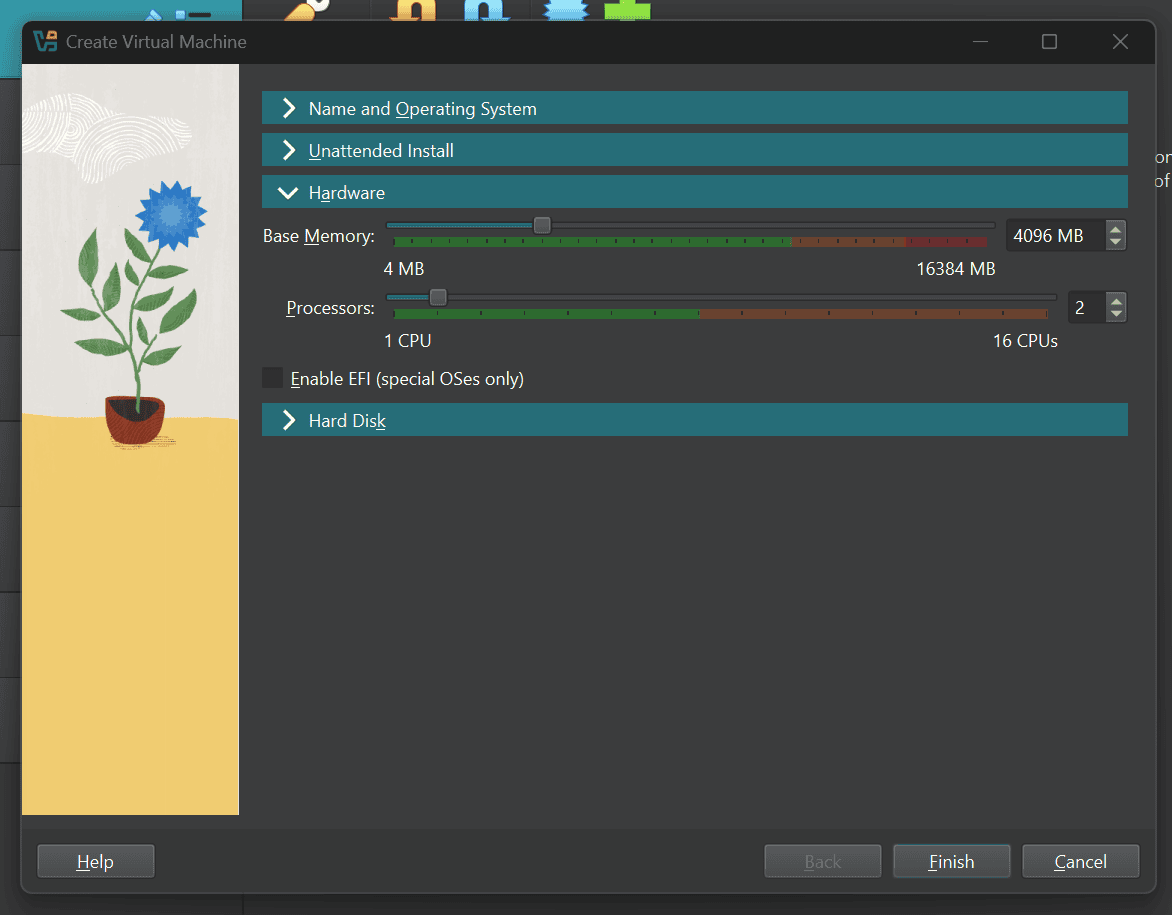 Create Virtual Machine
Name and Operating System
Unattended Install
Hardware
Base Memory:
4096 MB
4 MB
16384 MB
Processors:
2
1 CPU
16 CPUs
Enable EFI (special OSes only)
Hard Disk
Help
Back
Finish
Cancel
of